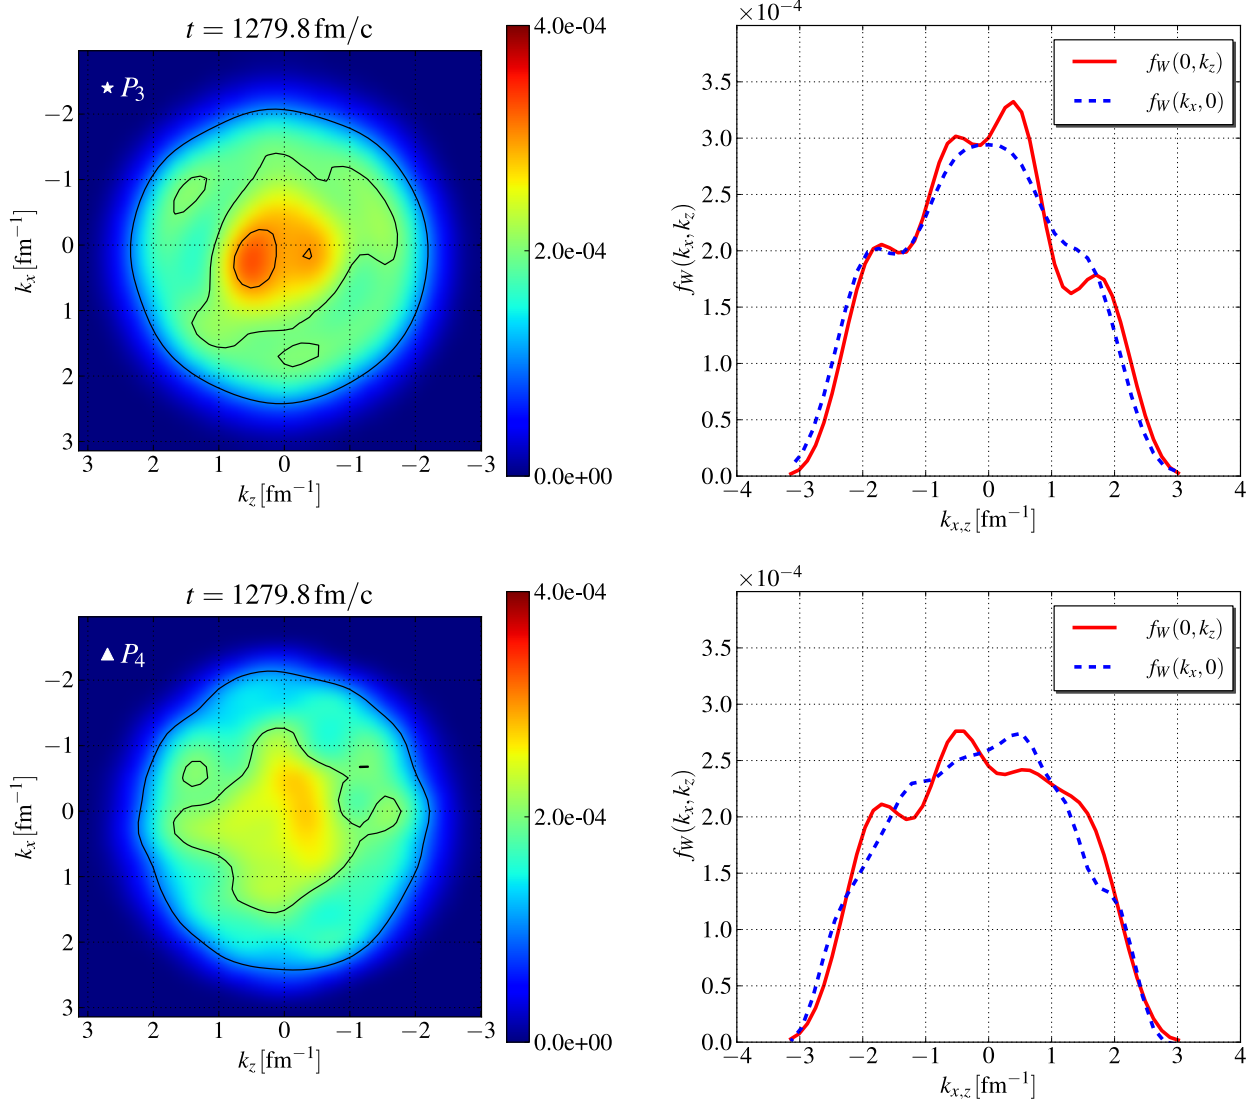 t = 1279.8 fm/c
★ P₃
−2
−1
0
1
2
3
3 2 1 0 −1 −2 −3
k_x [fm⁻¹]
k_z [fm⁻¹]
4.0e-04
2.0e-04
0.0e+00
×10⁻⁴
3.5
3.0
2.5
2.0
1.5
1.0
0.5
0.0
−4 −3 −2 −1 0 1 2 3 4
f_W(k_x, k_z)
k_{x,z} [fm⁻¹]
f_W(0, k_z)
f_W(k_x, 0)
t = 1279.8 fm/c
▲ P₄
−2
−1
0
1
2
3
3 2 1 0 −1 −2 −3
k_x [fm⁻¹]
k_z [fm⁻¹]
4.0e-04
2.0e-04
0.0e+00
×10⁻⁴
3.5
3.0
2.5
2.0
1.5
1.0
0.5
0.0
−4 −3 −2 −1 0 1 2 3 4
f_W(k_x, k_z)
k_{x,z} [fm⁻¹]
f_W(0, k_z)
f_W(k_x, 0)